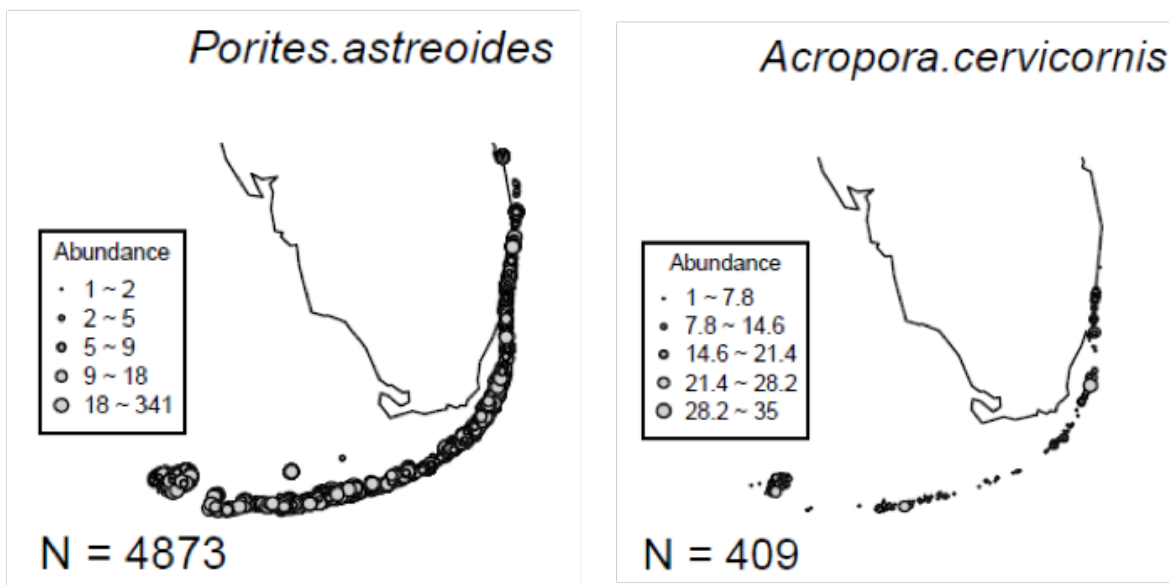 Porites.astreoides
Abundance
1 ~ 2
2 ~ 5
5 ~ 9
9 ~ 18
18 ~ 341
N = 4873
Acropora.cervicornis
Abundance
1 ~ 7.8
7.8 ~ 14.6
14.6 ~ 21.4
21.4 ~ 28.2
28.2 ~ 35
N = 409